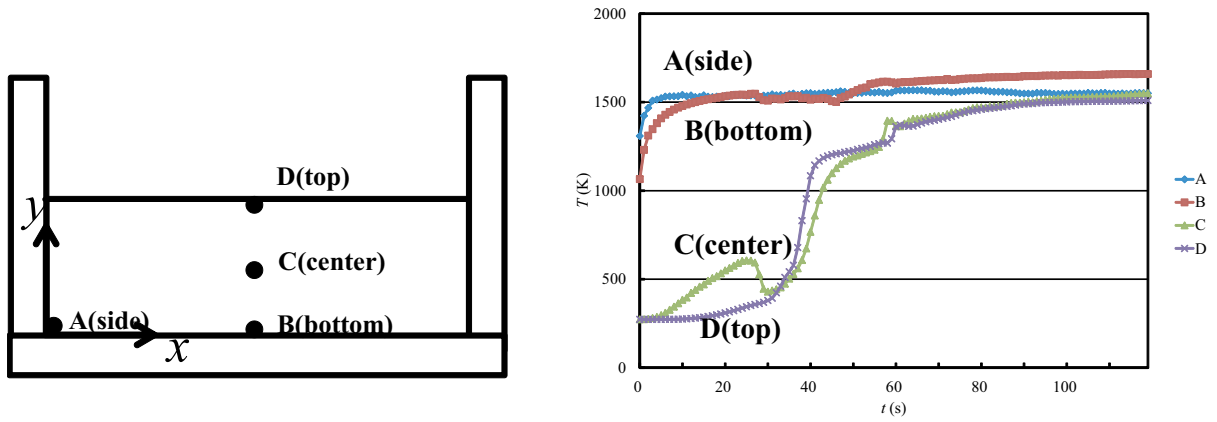 D(top)
y
C(center)
A(side)
B(bottom)
x
2000
1500
1000
500
0
T (K)
A(side)
B(bottom)
C(center)
D(top)
0
20
40
60
80
100
t (s)
A
B
C
D